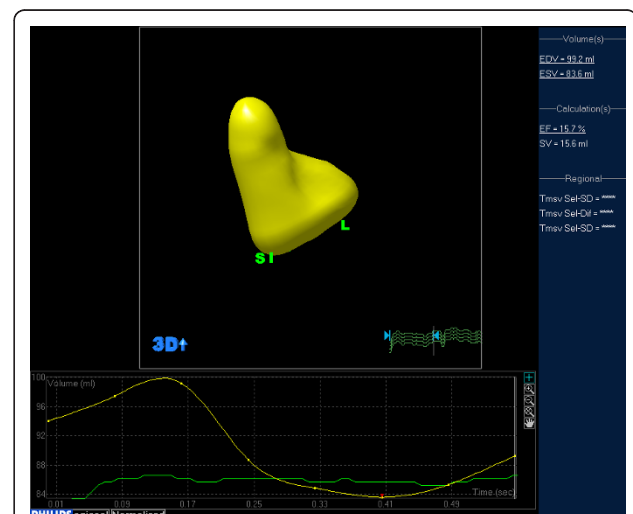 Volume(s)
EDV = 99.2 ml
ESV = 83.6 ml
Calculation(s)
EF = 15.7 %
SV = 15.6 ml
Regional
Tmsv Sel-SD = ****
Tmsv Sel-Dif = ****
Tmsv Sel-SD = ****
L
SI
3D
100
Volume (ml)
96
92
88
84
Time (sec)
0.01 0.09 0.17 0.25 0.33 0.41 0.49
PHILIPS